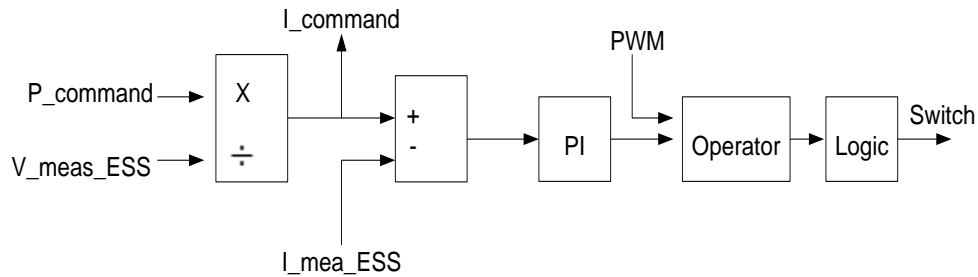 I_command
PWM
P_command
X
÷
V_meas_ESS
+
-
PI
Operator
Logic
Switch
I_mea_ESS